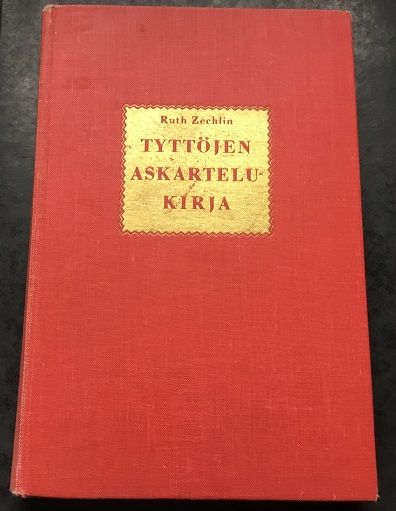 Ruth Zechlin
TYTTÖJEN
ASKARTELU-
KIRJA